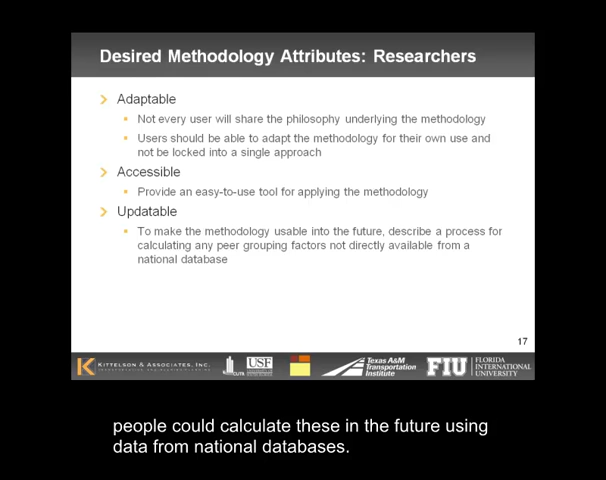 Desired Methodology Attributes: Researchers
Adaptable
Not every user will share the philosophy underlying the methodology
Users should be able to adapt the methodology for their own use and
not be locked into a single approach
Accessible
Provide an easy-to-use tool for applying the methodology
Updatable
To make the methodology usable into the future, describe a process for
calculating any peer grouping factors not directly available from a
national database
17
KITTELSON & ASSOCIATES, INC.
CUTR
USF
Texas A&M
Transportation
Institute
FIU
FLORIDA
INTERNATIONAL
UNIVERSITY
people could calculate these in the future using
data from national databases.